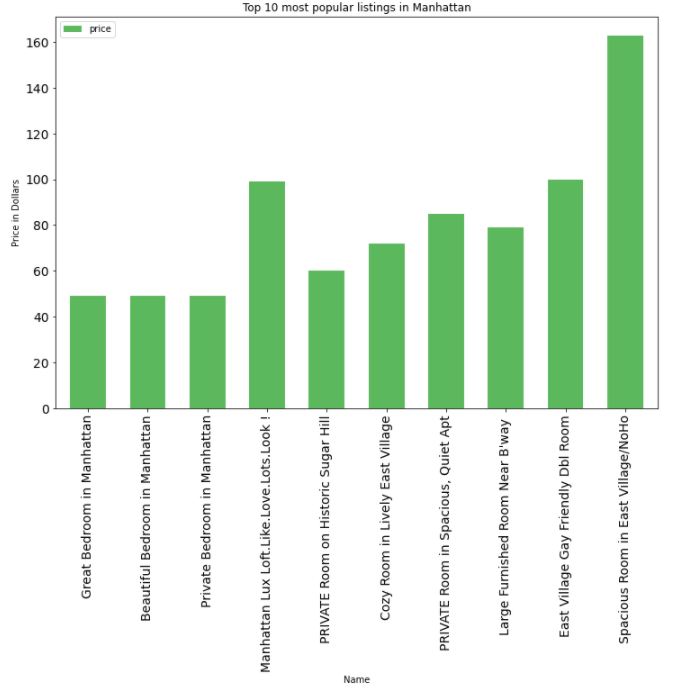 Top 10 most popular listings in Manhattan
price
160
140
120
100
80
60
40
20
0
Price in Dollars
Great Bedroom in Manhattan
Beautiful Bedroom in Manhattan
Private Bedroom in Manhattan
Manhattan Lux Loft.Like.Love.Lots.Look !
PRIVATE Room on Historic Sugar Hill
Cozy Room in Lively East Village
PRIVATE Room in Spacious, Quiet Apt
Large Furnished Room Near B'way
East Village Gay Friendly Dbl Room
Spacious Room in East Village/NoHo
Name